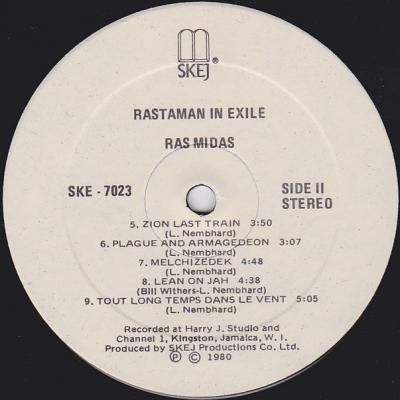 SKEJ®
RASTAMAN IN EXILE
RAS MIDAS
SKE - 7023
SIDE II
STEREO
5. ZION LAST TRAIN 3:50
(L. Nembhard)
6. PLAGUE AND ARMAGEDEON 3:07
(L. Nembhard)
7. MELCHIZEDEK 4:48
(L. Nembhard)
8. LEAN ON JAH 4:38
(Bill Withers-L. Nembhard)
9. TOUT LONG TEMPS DANS LE VENT 5:05
(L. Nembhard)
Recorded at Harry J. Studio and
Channel 1, Kingston, Jamaica, W. I.
Produced by SKEJ Productions Co. Ltd.
Ⓟ © 1980